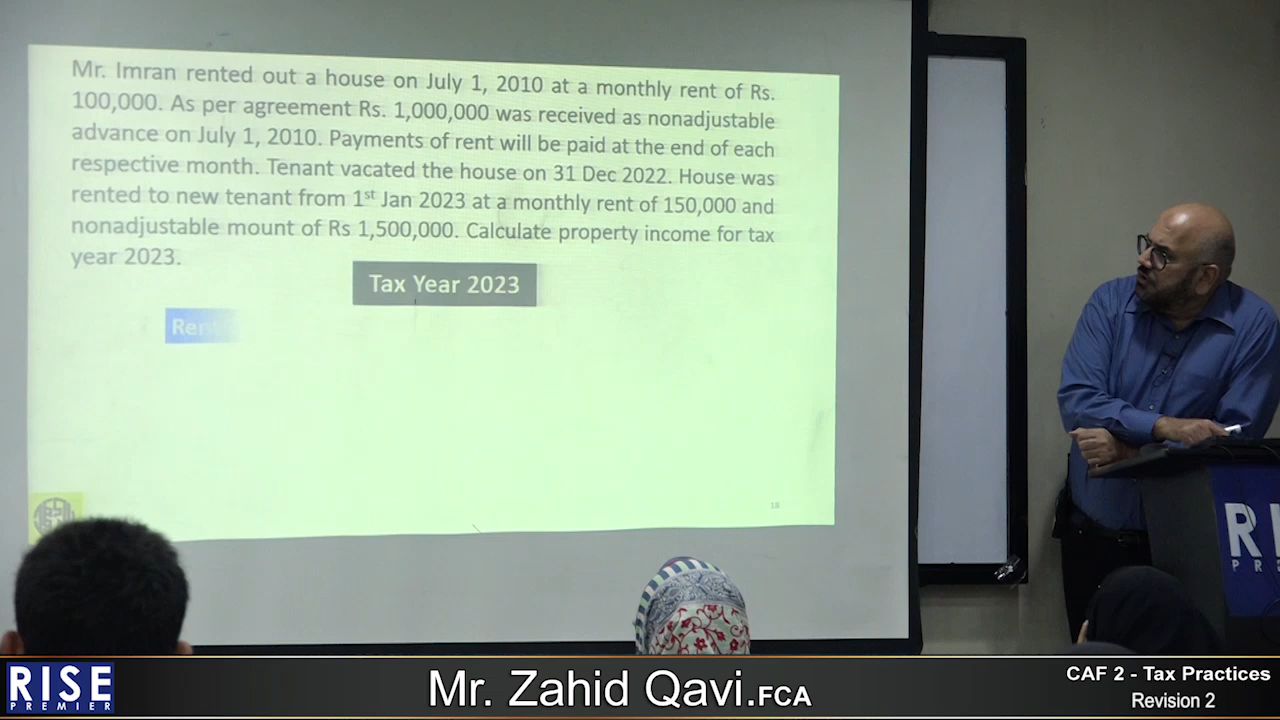 Mr. Imran rented out a house on July 1, 2010 at a monthly rent of Rs.
100,000. As per agreement Rs. 1,000,000 was received as nonadjustable
advance on July 1, 2010. Payments of rent will be paid at the end of each
respective month. Tenant vacated the house on 31 Dec 2022. House was
rented to new tenant from 1st Jan 2023 at a monthly rent of 150,000 and
nonadjustable mount of Rs 1,500,000. Calculate property income for tax
year 2023.
Tax Year 2023
Rent
18
RISE
PREMIER
Mr. Zahid Qavi.FCA
CAF 2 - Tax Practices
Revision 2